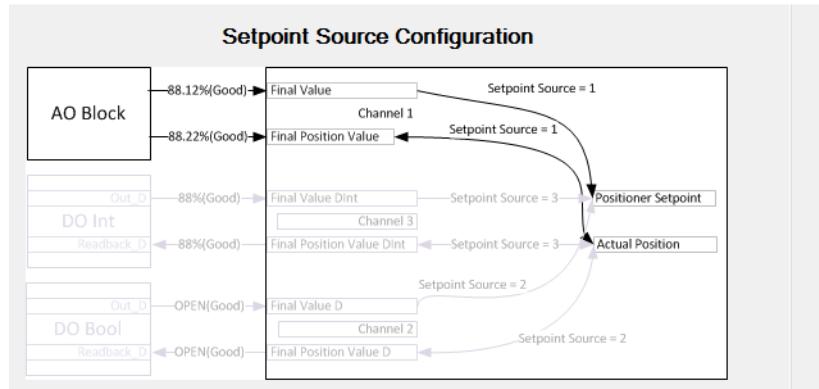 Setpoint Source Configuration
AO Block
88.12%(Good)
Final Value
Setpoint Source = 1
Channel 1
88.22%(Good)
Final Position Value
Setpoint Source = 1
Out_D
88%(Good)
Final Value DInt
Setpoint Source = 3
Positioner Setpoint
DO Int
Channel 3
Readback_D
88%(Good)
Final Position Value DInt
Setpoint Source = 3
Actual Position
Setpoint Source = 2
Out_D
OPEN(Good)
Final Value D
DO Bool
Channel 2
Setpoint Source = 2
Readback_D
OPEN(Good)
Final Position Value D